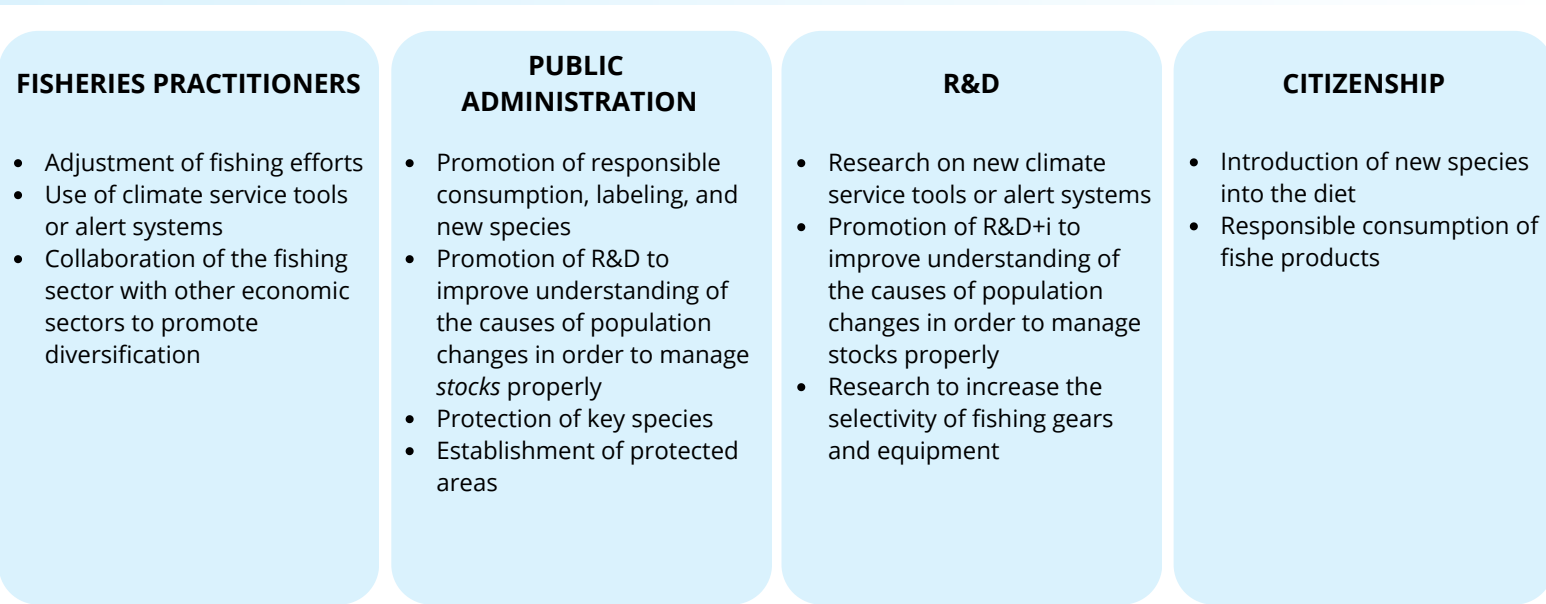 FISHERIES PRACTITIONERS
• Adjustment of fishing efforts
• Use of climate service tools
or alert systems
• Collaboration of the fishing
sector with other economic
sectors to promote
diversification
PUBLIC
ADMINISTRATION
• Promotion of responsible
consumption, labeling, and
new species
• Promotion of R&D to
improve understanding of
the causes of population
changes in order to manage
stocks properly
• Protection of key species
• Establishment of protected
areas
R&D
• Research on new climate
service tools or alert systems
• Promotion of R&D+i to
improve understanding of
the causes of population
changes in order to manage
stocks properly
• Research to increase the
selectivity of fishing gears
and equipment
CITIZENSHIP
• Introduction of new species
into the diet
• Responsible consumption of
fishe products